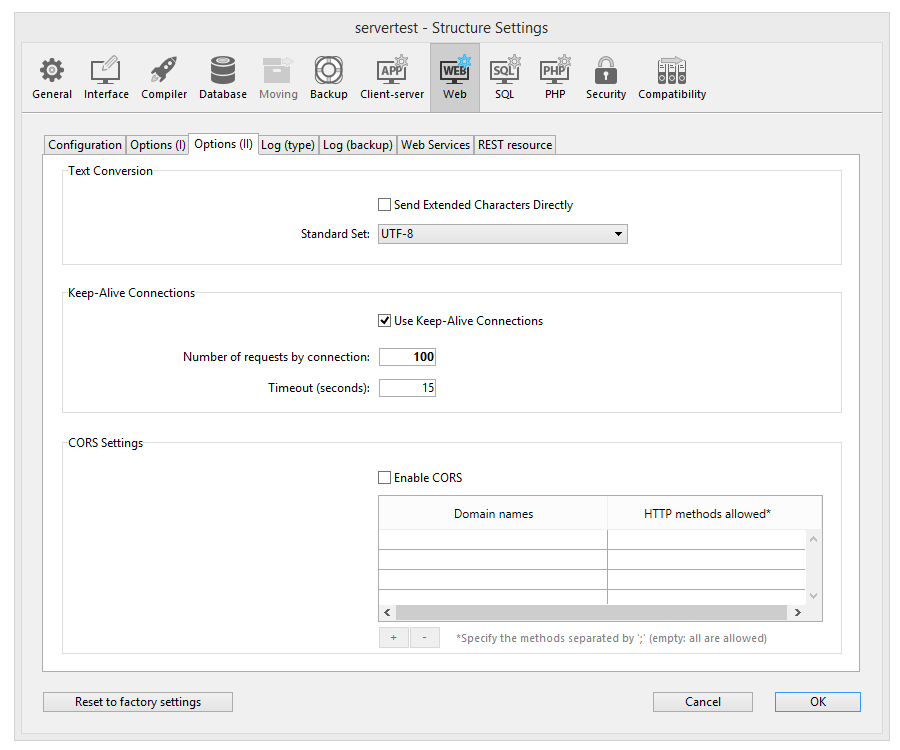 servertest - Structure Settings
APP WEB SQL PHP
General Interface Compiler Database Moving Backup Client-server Web SQL PHP Security Compatibility
Configuration Options (I) Options (II) Log (type) Log (backup) Web Services REST resource
Text Conversion
Send Extended Characters Directly
Standard Set: UTF-8
Keep-Alive Connections
Use Keep-Alive Connections
Number of requests by connection: 100
Timeout (seconds): 15
CORS Settings
Enable CORS
Domain names HTTP methods allowed*
+ - *Specify the methods separated by ';' (empty: all are allowed)
Reset to factory settings Cancel OK